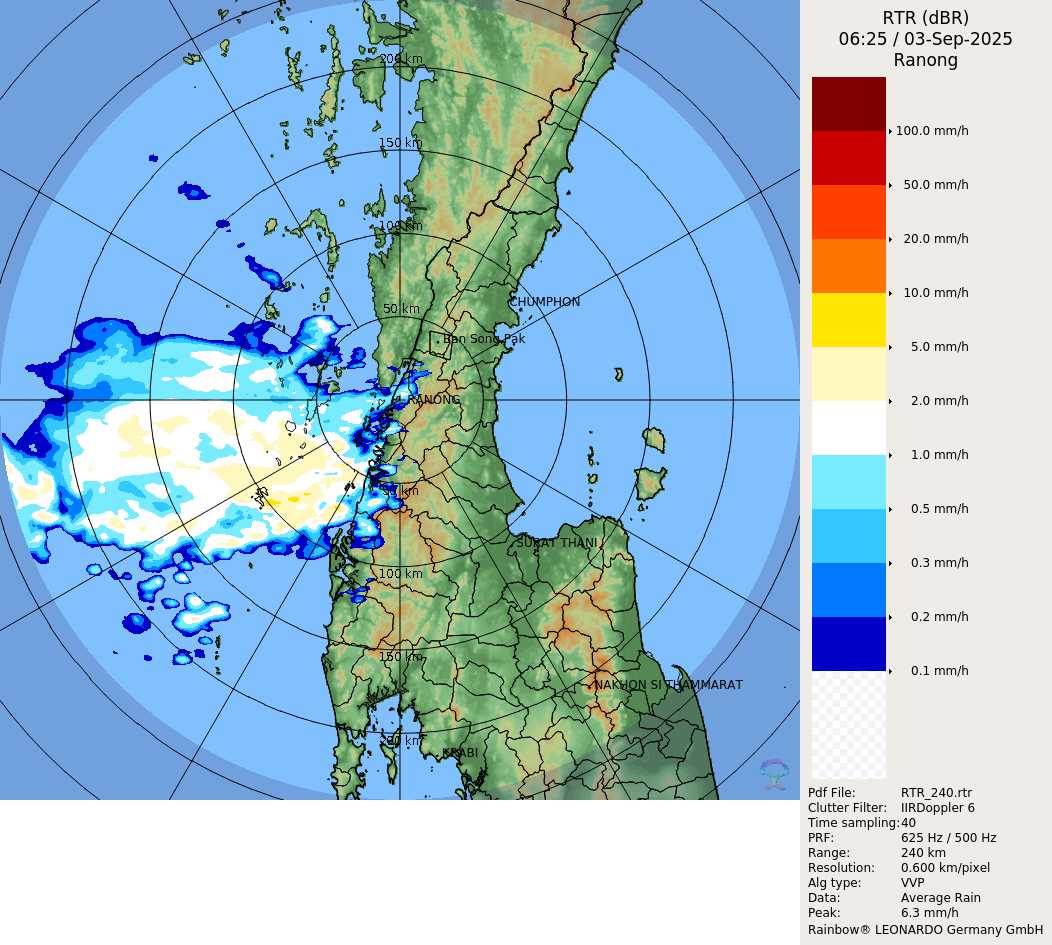 RTR (dBR)
06:25 / 03-Sep-2025
Ranong
200 km
150 km
100 km
50 km
CHUMPHON
Ban Song Pak
RANONG
50 km
SURAT THANI
100 km
150 km
NAKHON SI THAMMARAT
200 km
KRABI
100.0 mm/h
50.0 mm/h
20.0 mm/h
10.0 mm/h
5.0 mm/h
2.0 mm/h
1.0 mm/h
0.5 mm/h
0.3 mm/h
0.2 mm/h
0.1 mm/h
Pdf File: RTR_240.rtr
Clutter Filter: IIRDoppler 6
Time sampling:40
PRF: 625 Hz / 500 Hz
Range: 240 km
Resolution: 0.600 km/pixel
Alg type: VVP
Data: Average Rain
Peak: 6.3 mm/h
Rainbow® LEONARDO Germany GmbH